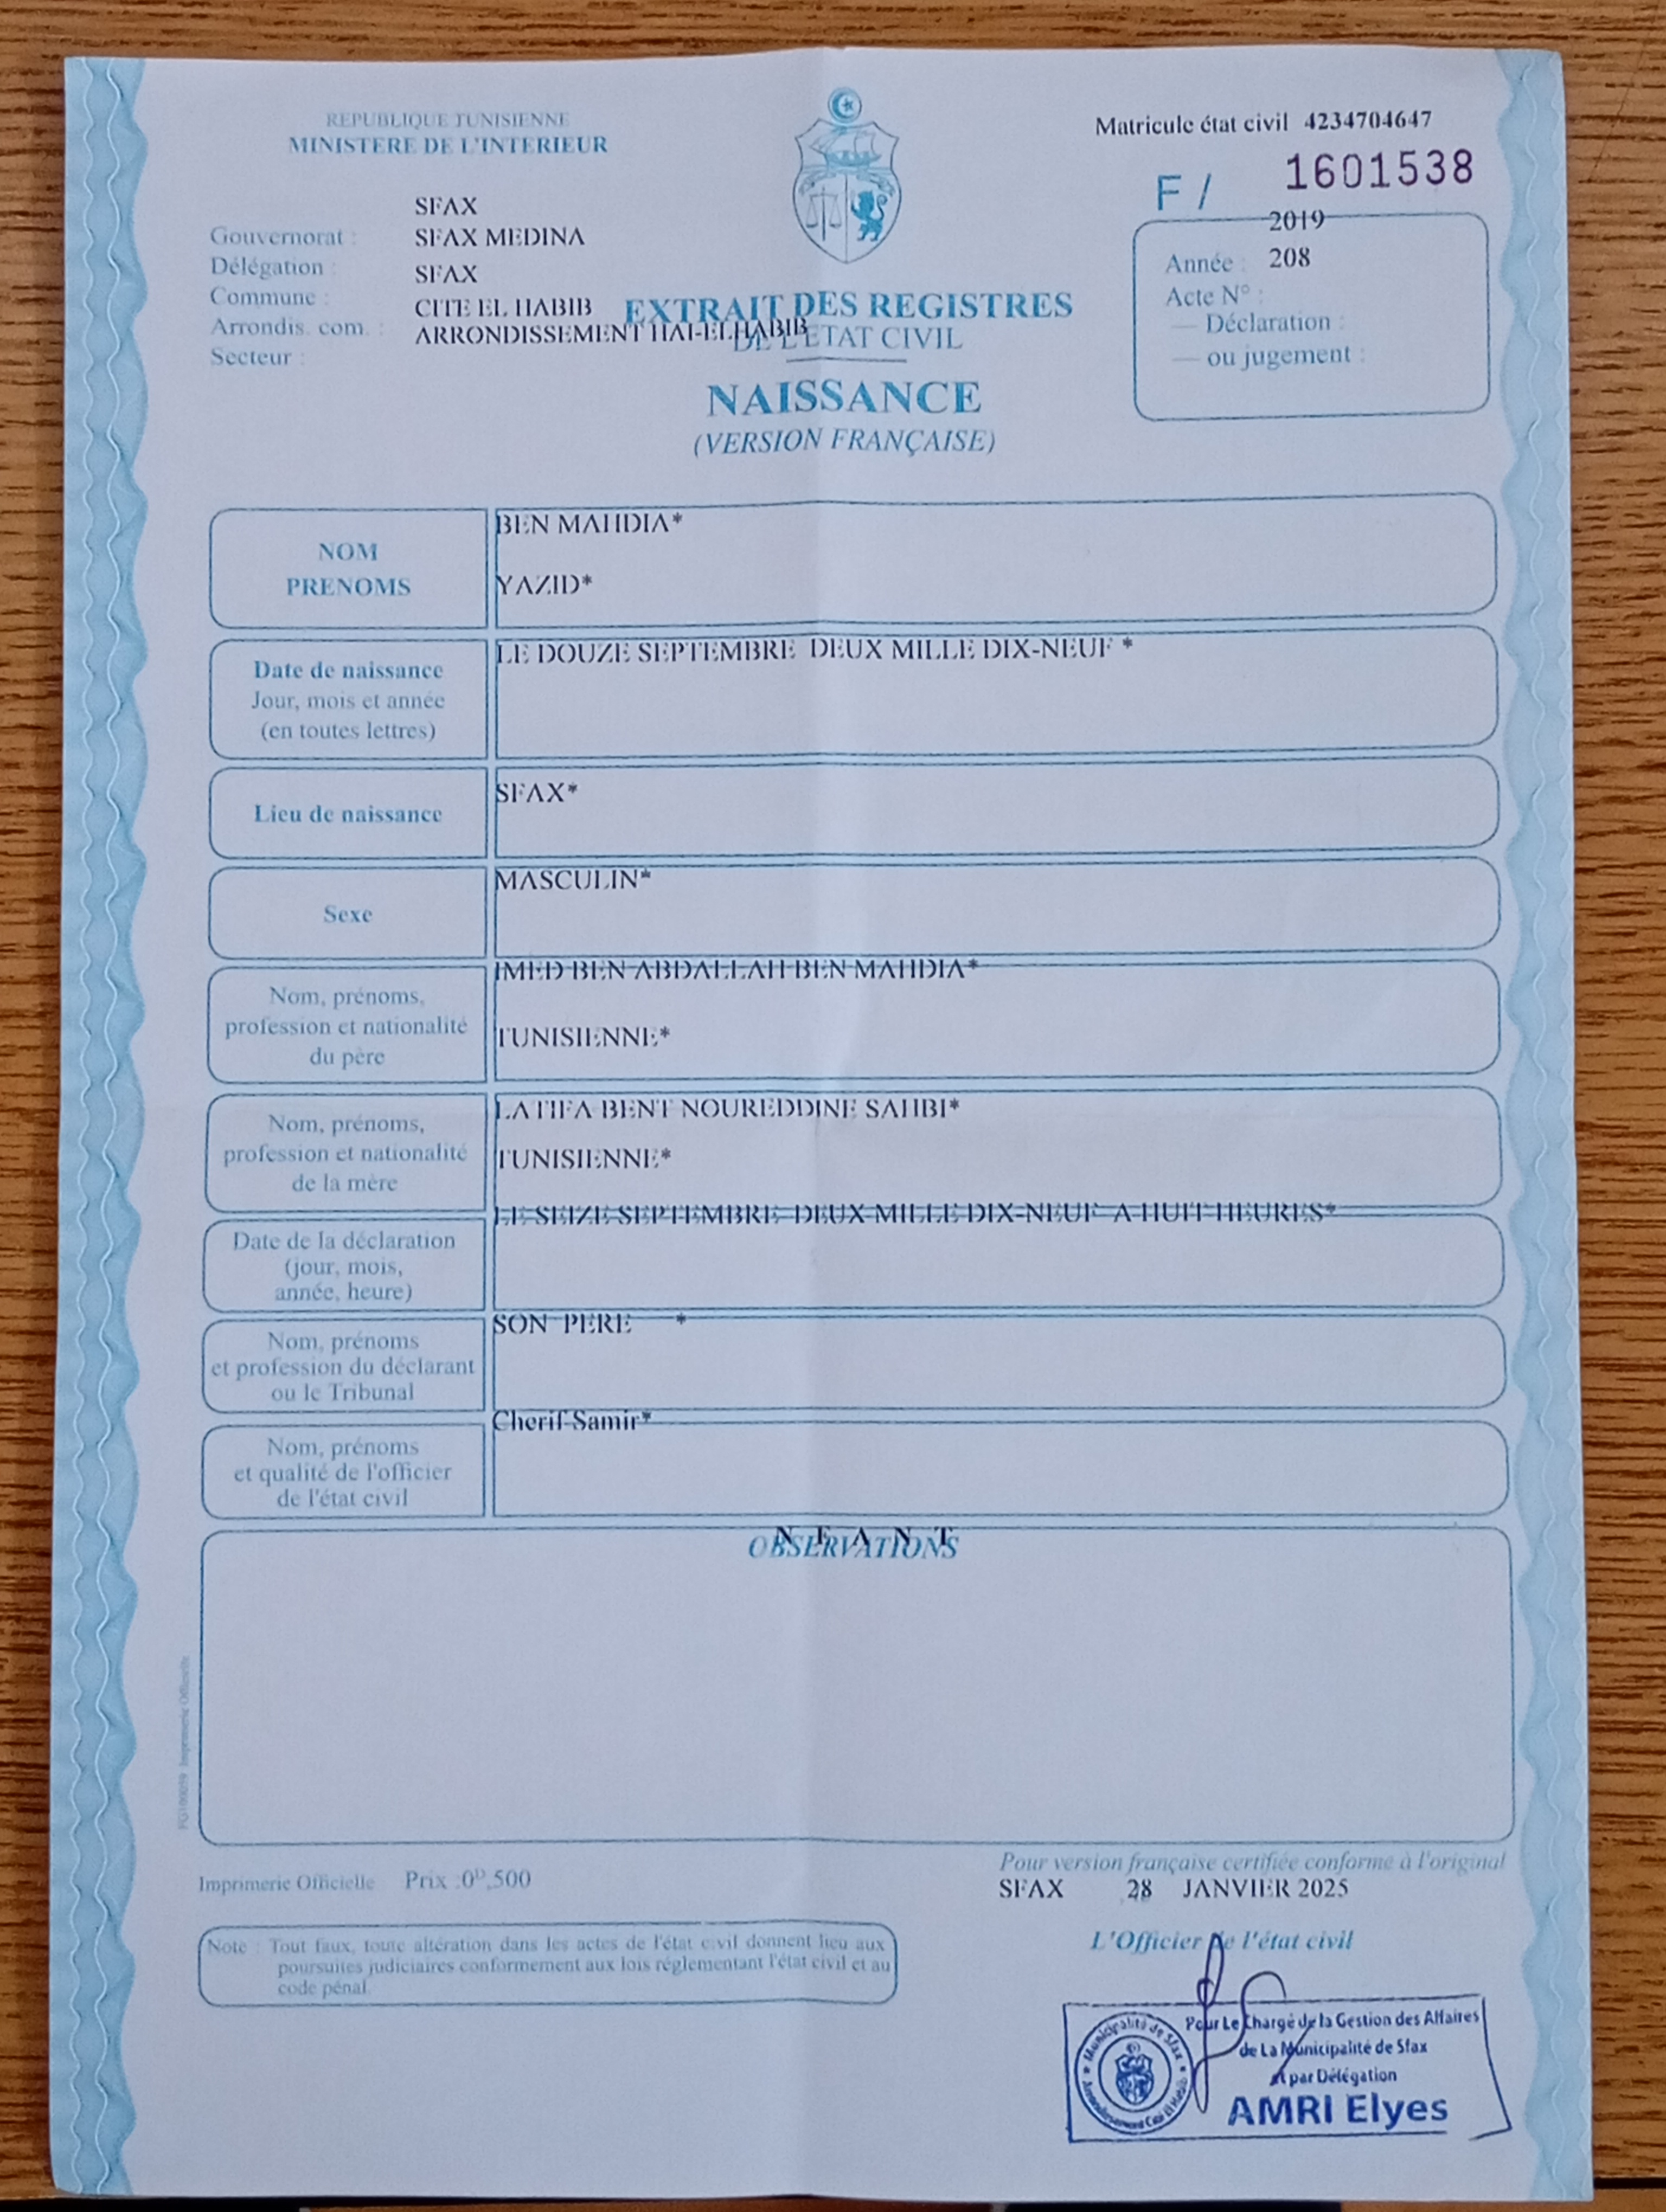 REPUBLIQUE TUNISIENNE
MINISTERE DE L'INTERIEUR
Matricule état civil 4234704647
F / 1601538
SFAX
Gouvernorat : SFAX MEDINA
Délégation : SFAX
Commune : CITE EL HABIB
Arrondis. com. : ARRONDISSEMENT HAI-ELHABIB
Secteur :
2019
Année : 208
Acte N° :
— Déclaration :
— ou jugement :
EXTRAIT DES REGISTRES
DE L'ETAT CIVIL
NAISSANCE
(VERSION FRANÇAISE)
NOM
PRENOMS
BEN MAHDIA*
YAZID*
Date de naissance
Jour, mois et année
(en toutes lettres)
LE DOUZE SEPTEMBRE DEUX MILLE DIX-NEUF *
Lieu de naissance
SFAX*
Sexe
MASCULIN*
Nom, prénoms,
profession et nationalité
du père
IMED BEN ABDALLAH BEN MAHDIA*
TUNISIENNE*
Nom, prénoms,
profession et nationalité
de la mère
LATIFA BENT NOUREDDINE SAHBI*
TUNISIENNE*
Date de la déclaration
(jour, mois,
année, heure)
LE SEIZE SEPTEMBRE DEUX MILLE DIX-NEUF A HUIT HEURES*
Nom, prénoms
et profession du déclarant
ou le Tribunal
SON PERE *
Nom, prénoms
et qualité de l'officier
de l'état civil
Cherif Samir*
N E A N T
OBSERVATIONS
Imprimerie Officielle
Imprimerie Officielle Prix :0ᴰ,500
Pour version française certifiée conforme à l'original
SFAX 28 JANVIER 2025
L'Officier de l'état civil
Note : Tout faux, toute altération dans les actes de l'état civil donnent lieu aux
poursuites judiciaires conformement aux lois réglementant l'état civil et au
code pénal.
Municipalité de Sfax
Pour Le Chargé de la Gestion des Affaires
de La Municipalité de Sfax
et par Délégation
AMRI Elyes